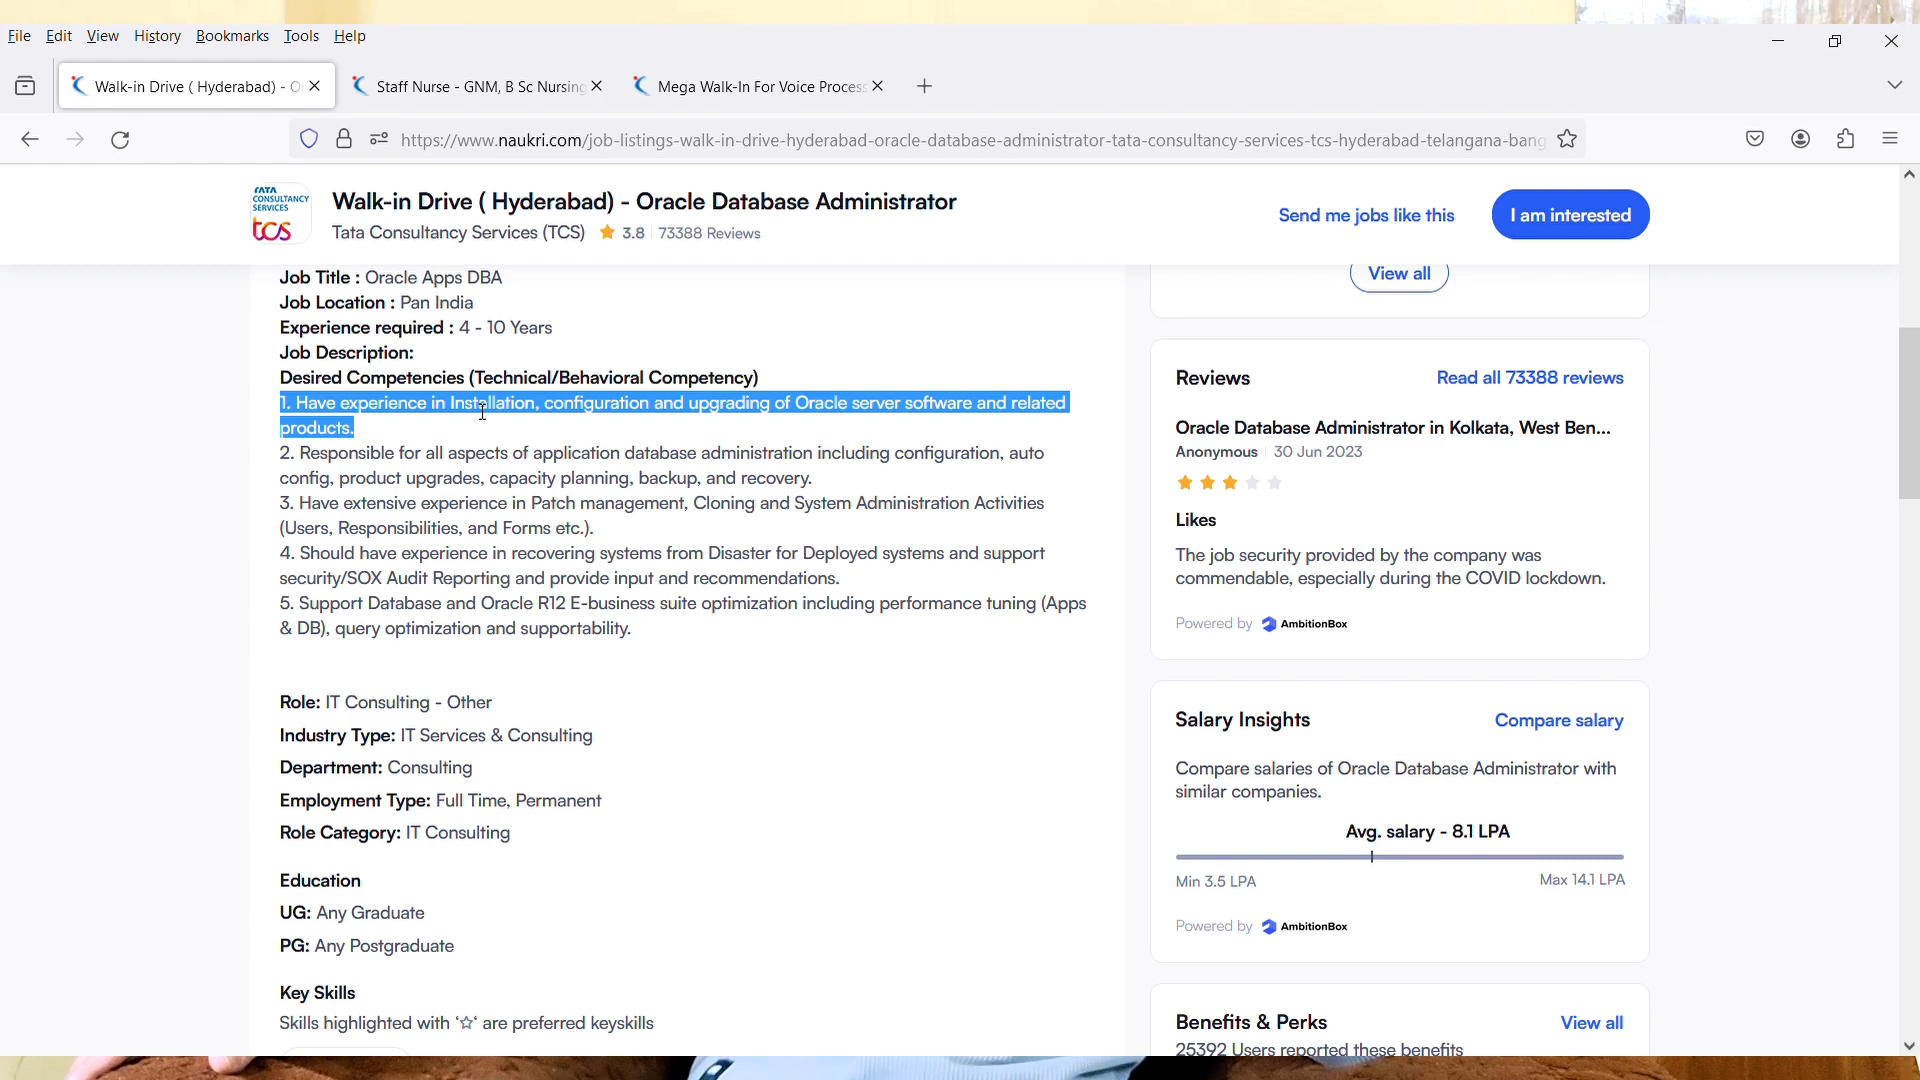 File Edit View History Bookmarks Tools Help
Walk-in Drive ( Hyderabad) - O
Staff Nurse - GNM, B Sc Nursing
Mega Walk-In For Voice Process
https://www.naukri.com/job-listings-walk-in-drive-hyderabad-oracle-database-administrator-tata-consultancy-services-tcs-hyderabad-telangana-bang
TATA
CONSULTANCY
SERVICES
tcs
Walk-in Drive ( Hyderabad) - Oracle Database Administrator
Tata Consultancy Services (TCS) 3.8 73388 Reviews
Send me jobs like this
I am interested
Job Title : Oracle Apps DBA
Job Location : Pan India
Experience required : 4 - 10 Years
Job Description:
Desired Competencies (Technical/Behavioral Competency)
1. Have experience in Installation, configuration and upgrading of Oracle server software and related
products.
2. Responsible for all aspects of application database administration including configuration, auto
config, product upgrades, capacity planning, backup, and recovery.
3. Have extensive experience in Patch management, Cloning and System Administration Activities
(Users, Responsibilities, and Forms etc.).
4. Should have experience in recovering systems from Disaster for Deployed systems and support
security/SOX Audit Reporting and provide input and recommendations.
5. Support Database and Oracle R12 E-business suite optimization including performance tuning (Apps
& DB), query optimization and supportability.
Role: IT Consulting - Other
Industry Type: IT Services & Consulting
Department: Consulting
Employment Type: Full Time, Permanent
Role Category: IT Consulting
Education
UG: Any Graduate
PG: Any Postgraduate
Key Skills
Skills highlighted with ‘☆‘ are preferred keyskills
View all
Reviews
Read all 73388 reviews
Oracle Database Administrator in Kolkata, West Ben...
Anonymous 30 Jun 2023
Likes
The job security provided by the company was
commendable, especially during the COVID lockdown.
Powered by AmbitionBox
Salary Insights
Compare salary
Compare salaries of Oracle Database Administrator with
similar companies.
Avg. salary - 8.1 LPA
Min 3.5 LPA
Max 14.1 LPA
Powered by AmbitionBox
Benefits & Perks
View all
25392 Users reported these benefits